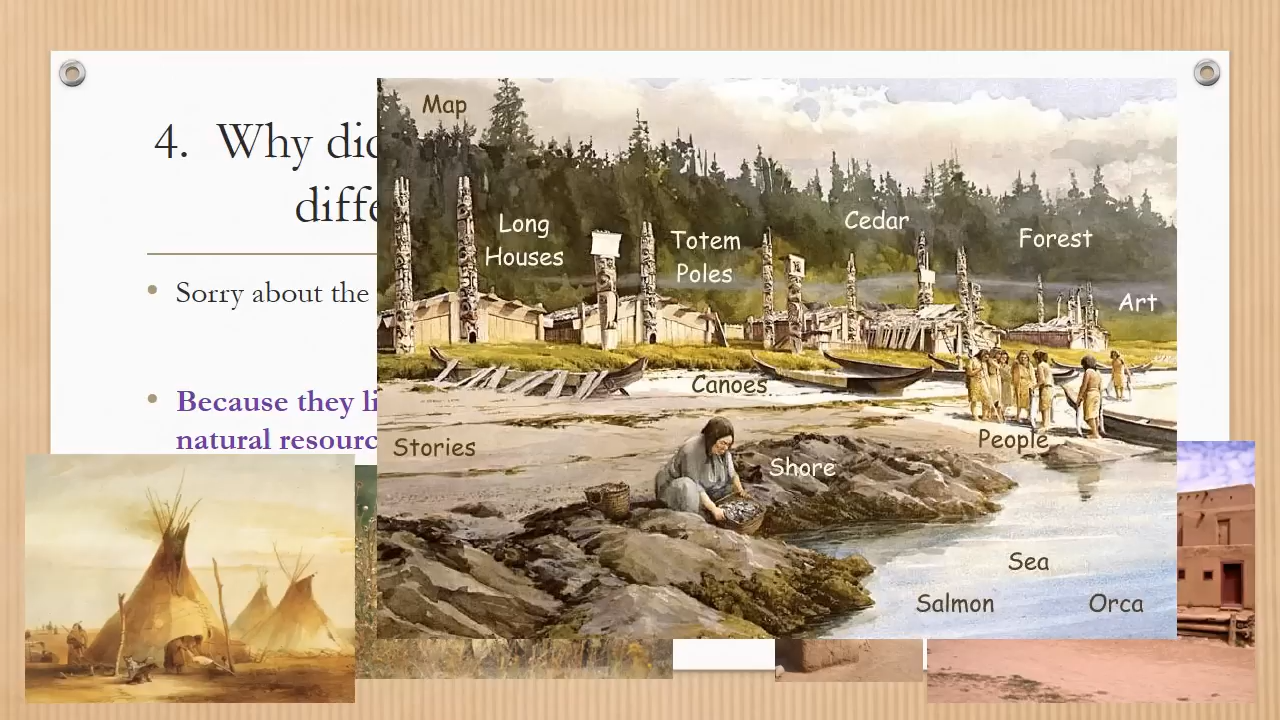 4. Why did
diffe
Sorry about the
Because they li
natural resourc
Map
Long
Houses
Totem
Poles
Cedar
Forest
Art
Canoes
Stories
People
Shore
Sea
Salmon
Orca